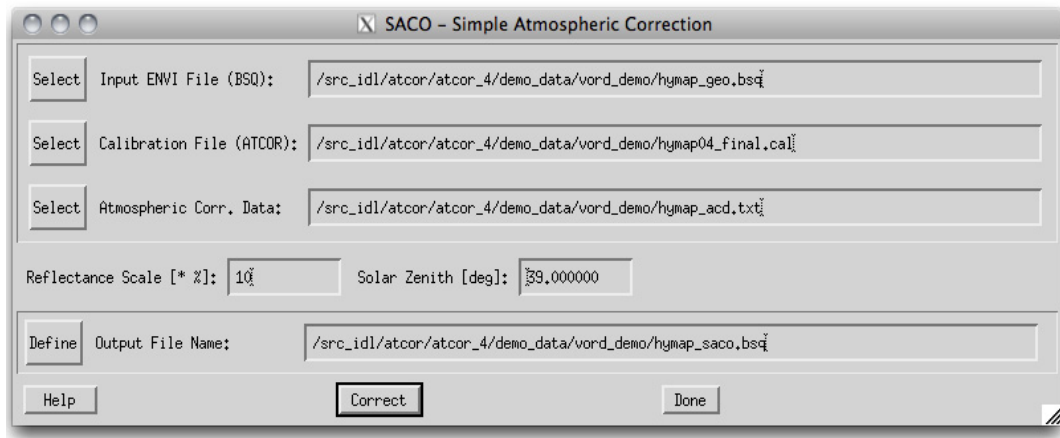 SACO - Simple Atmospheric Correction
Select Input ENVI File (BSQ): /src_idl/atcor/atcor_4/demo_data/vord_demo/hymap_geo.bsq
Select Calibration File (ATCOR): /src_idl/atcor/atcor_4/demo_data/vord_demo/hymap04_final.cal
Select Atmospheric Corr. Data: /src_idl/atcor/atcor_4/demo_data/vord_demo/hymap_acd.txt
Reflectance Scale [* %]: 10 Solar Zenith [deg]: 39.000000
Define Output File Name: /src_idl/atcor/atcor_4/demo_data/vord_demo/hymap_saco.bsq
Help Correct Done